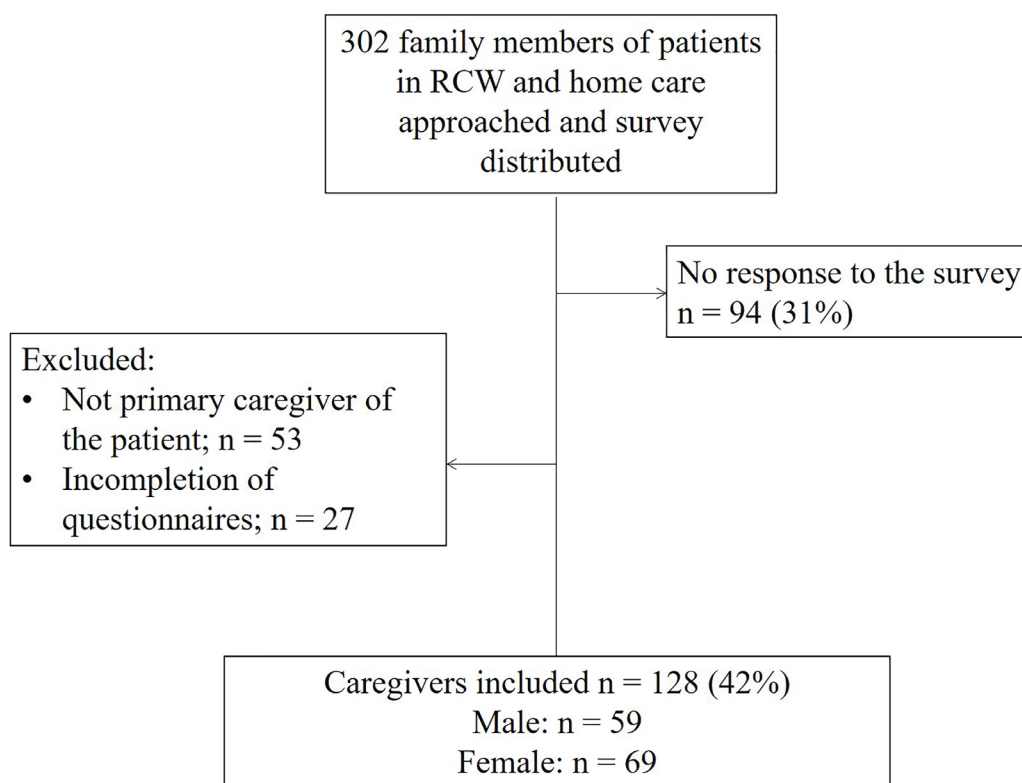 302 family members of patients
in RCW and home care
approached and survey
distributed
No response to the survey
n = 94 (31%)
Excluded:
• Not primary caregiver of
the patient; n = 53
• Incompletion of
questionnaires; n = 27
Caregivers included n = 128 (42%)
Male: n = 59
Female: n = 69